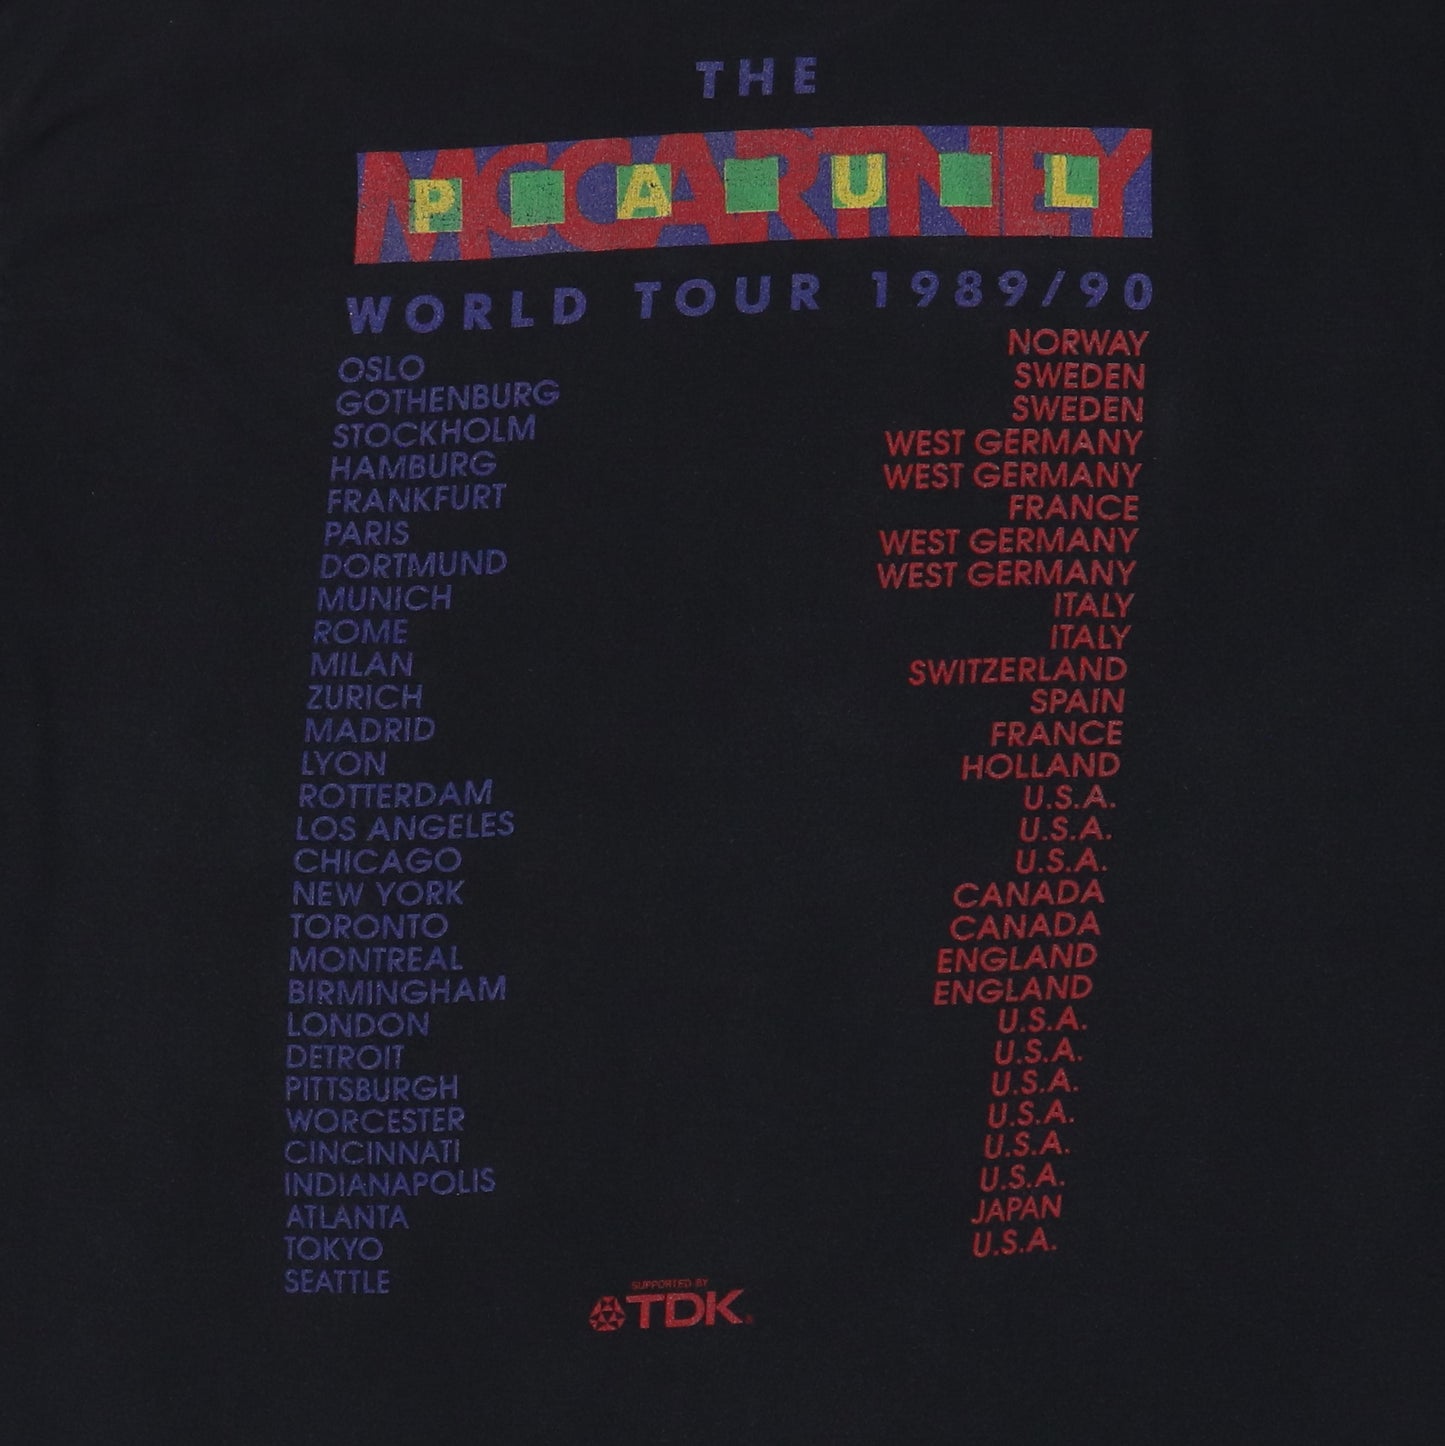 THE
PAUL McCARTNEY
WORLD TOUR 1989/90
OSLO NORWAY
GOTHENBURG SWEDEN
STOCKHOLM SWEDEN
HAMBURG WEST GERMANY
FRANKFURT WEST GERMANY
PARIS FRANCE
DORTMUND WEST GERMANY
MUNICH WEST GERMANY
ROME ITALY
MILAN ITALY
ZURICH SWITZERLAND
MADRID SPAIN
LYON FRANCE
ROTTERDAM HOLLAND
LOS ANGELES U.S.A.
CHICAGO U.S.A.
NEW YORK U.S.A.
TORONTO CANADA
MONTREAL CANADA
BIRMINGHAM ENGLAND
LONDON ENGLAND
DETROIT U.S.A.
PITTSBURGH U.S.A.
WORCESTER U.S.A.
CINCINNATI U.S.A.
INDIANAPOLIS U.S.A.
ATLANTA U.S.A.
TOKYO JAPAN
SEATTLE U.S.A.
SUPPORTED BY
TDK®